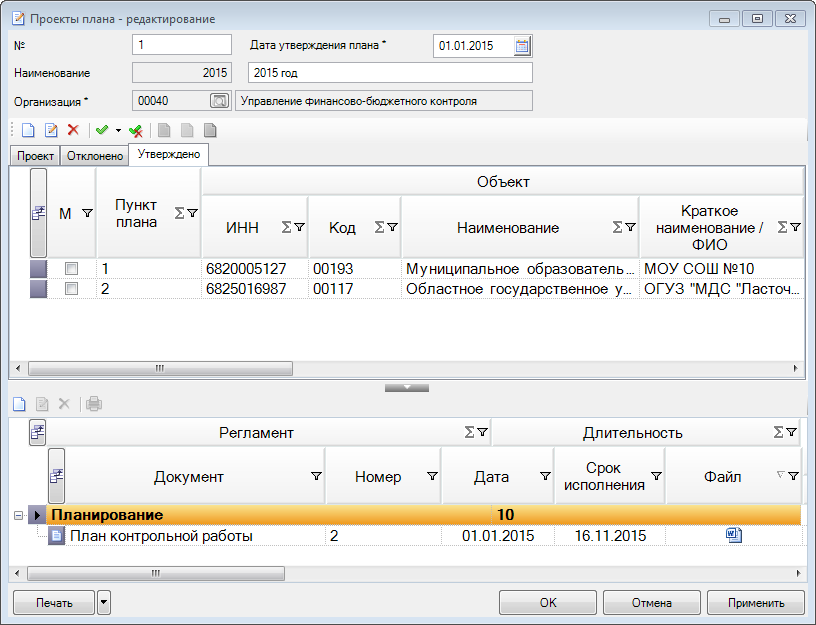 Проекты плана - редактирование
№ 1 Дата утверждения плана * 01.01.2015
Наименование 2015 2015 год
Организация * 00040 Управление финансово-бюджетного контроля
Проект Отклонено Утверждено
Объект
М Пункт плана ИНН Код Наименование Краткое наименование / ФИО
1 6820005127 00193 Муниципальное образователь... МОУ СОШ №10
2 6825016987 00117 Областное государственное у... ОГУЗ "МДС "Ласточ...
Регламент Длительность
Документ Номер Дата Срок исполнения Файл
Планирование 10
План контрольной работы 2 01.01.2015 16.11.2015
Печать ОК Отмена Применить